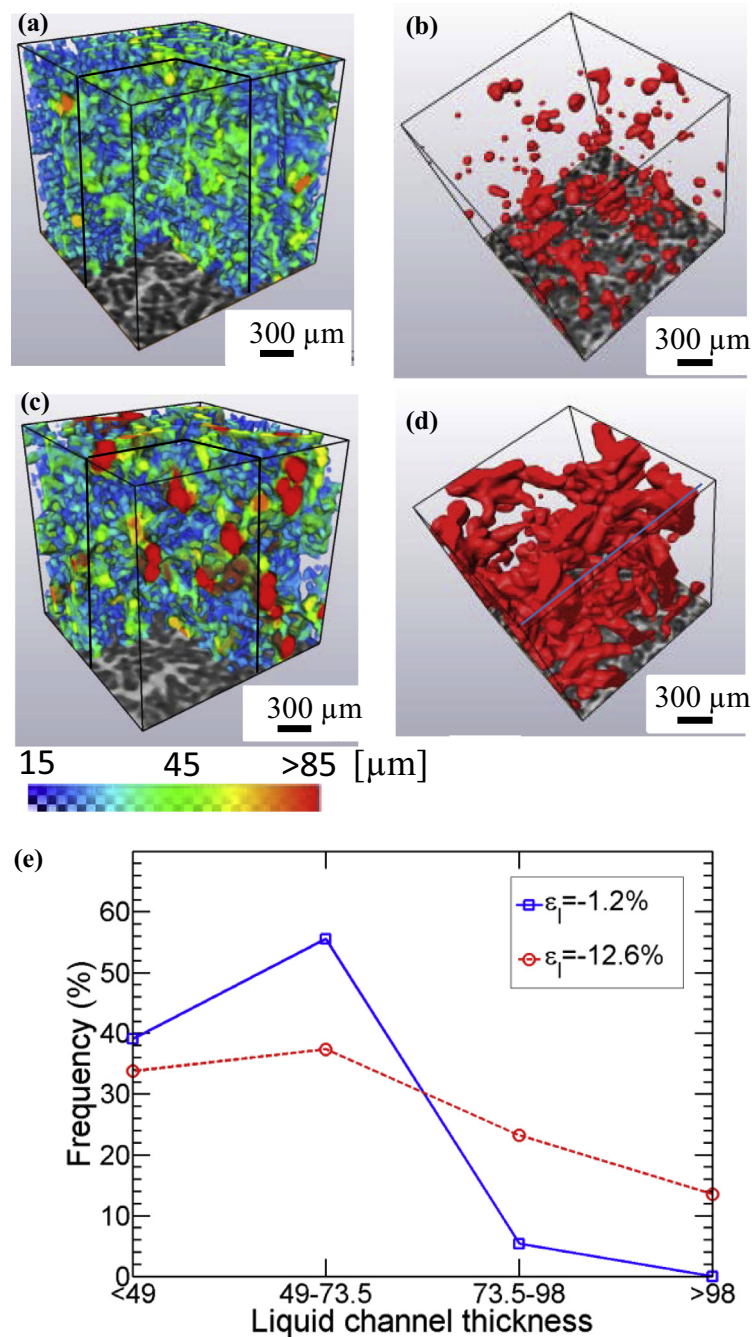 (a)
(b)
300 µm
300 µm
(c)
(d)
300 µm
300 µm
15 45 >85 [µm]
(e)
Frequency (%)
60
50
40
30
20
10
0
εl=-1.2%
εl=-12.6%
<49 49-73.5 73.5-98 >98
Liquid channel thickness